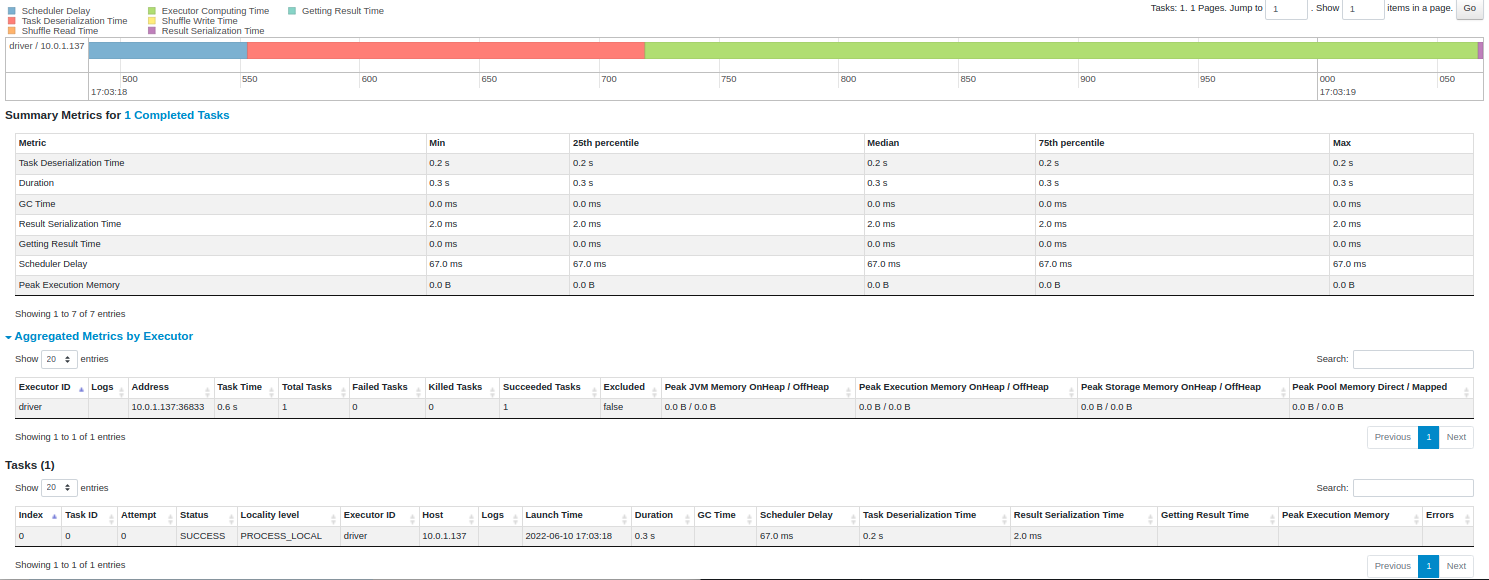 Scheduler Delay Executor Computing Time Getting Result Time Tasks: 1. 1 Pages. Jump to 1 . Show 1 items in a page. Go
Task Deserialization Time Shuffle Write Time
Shuffle Read Time Result Serialization Time
driver / 10.0.1.137
500 550 600 650 700 750 800 850 900 950 000 050
17:03:18 17:03:19
Summary Metrics for 1 Completed Tasks
Metric Min 25th percentile Median 75th percentile Max
Task Deserialization Time 0.2 s 0.2 s 0.2 s 0.2 s 0.2 s
Duration 0.3 s 0.3 s 0.3 s 0.3 s 0.3 s
GC Time 0.0 ms 0.0 ms 0.0 ms 0.0 ms 0.0 ms
Result Serialization Time 2.0 ms 2.0 ms 2.0 ms 2.0 ms 2.0 ms
Getting Result Time 0.0 ms 0.0 ms 0.0 ms 0.0 ms 0.0 ms
Scheduler Delay 67.0 ms 67.0 ms 67.0 ms 67.0 ms 67.0 ms
Peak Execution Memory 0.0 B 0.0 B 0.0 B 0.0 B 0.0 B
Showing 1 to 7 of 7 entries
Aggregated Metrics by Executor
Show 20 entries Search:
Executor ID Logs Address Task Time Total Tasks Failed Tasks Killed Tasks Succeeded Tasks Excluded Peak JVM Memory OnHeap / OffHeap Peak Execution Memory OnHeap / OffHeap Peak Storage Memory OnHeap / OffHeap Peak Pool Memory Direct / Mapped
driver 10.0.1.137:36833 0.6 s 1 0 0 1 false 0.0 B / 0.0 B 0.0 B / 0.0 B 0.0 B / 0.0 B 0.0 B / 0.0 B
Showing 1 to 1 of 1 entries Previous 1 Next
Tasks (1)
Show 20 entries Search:
Index Task ID Attempt Status Locality level Executor ID Host Logs Launch Time Duration GC Time Scheduler Delay Task Deserialization Time Result Serialization Time Getting Result Time Peak Execution Memory Errors
0 0 0 SUCCESS PROCESS_LOCAL driver 10.0.1.137 2022-06-10 17:03:18 0.3 s 67.0 ms 0.2 s 2.0 ms
Showing 1 to 1 of 1 entries Previous 1 Next